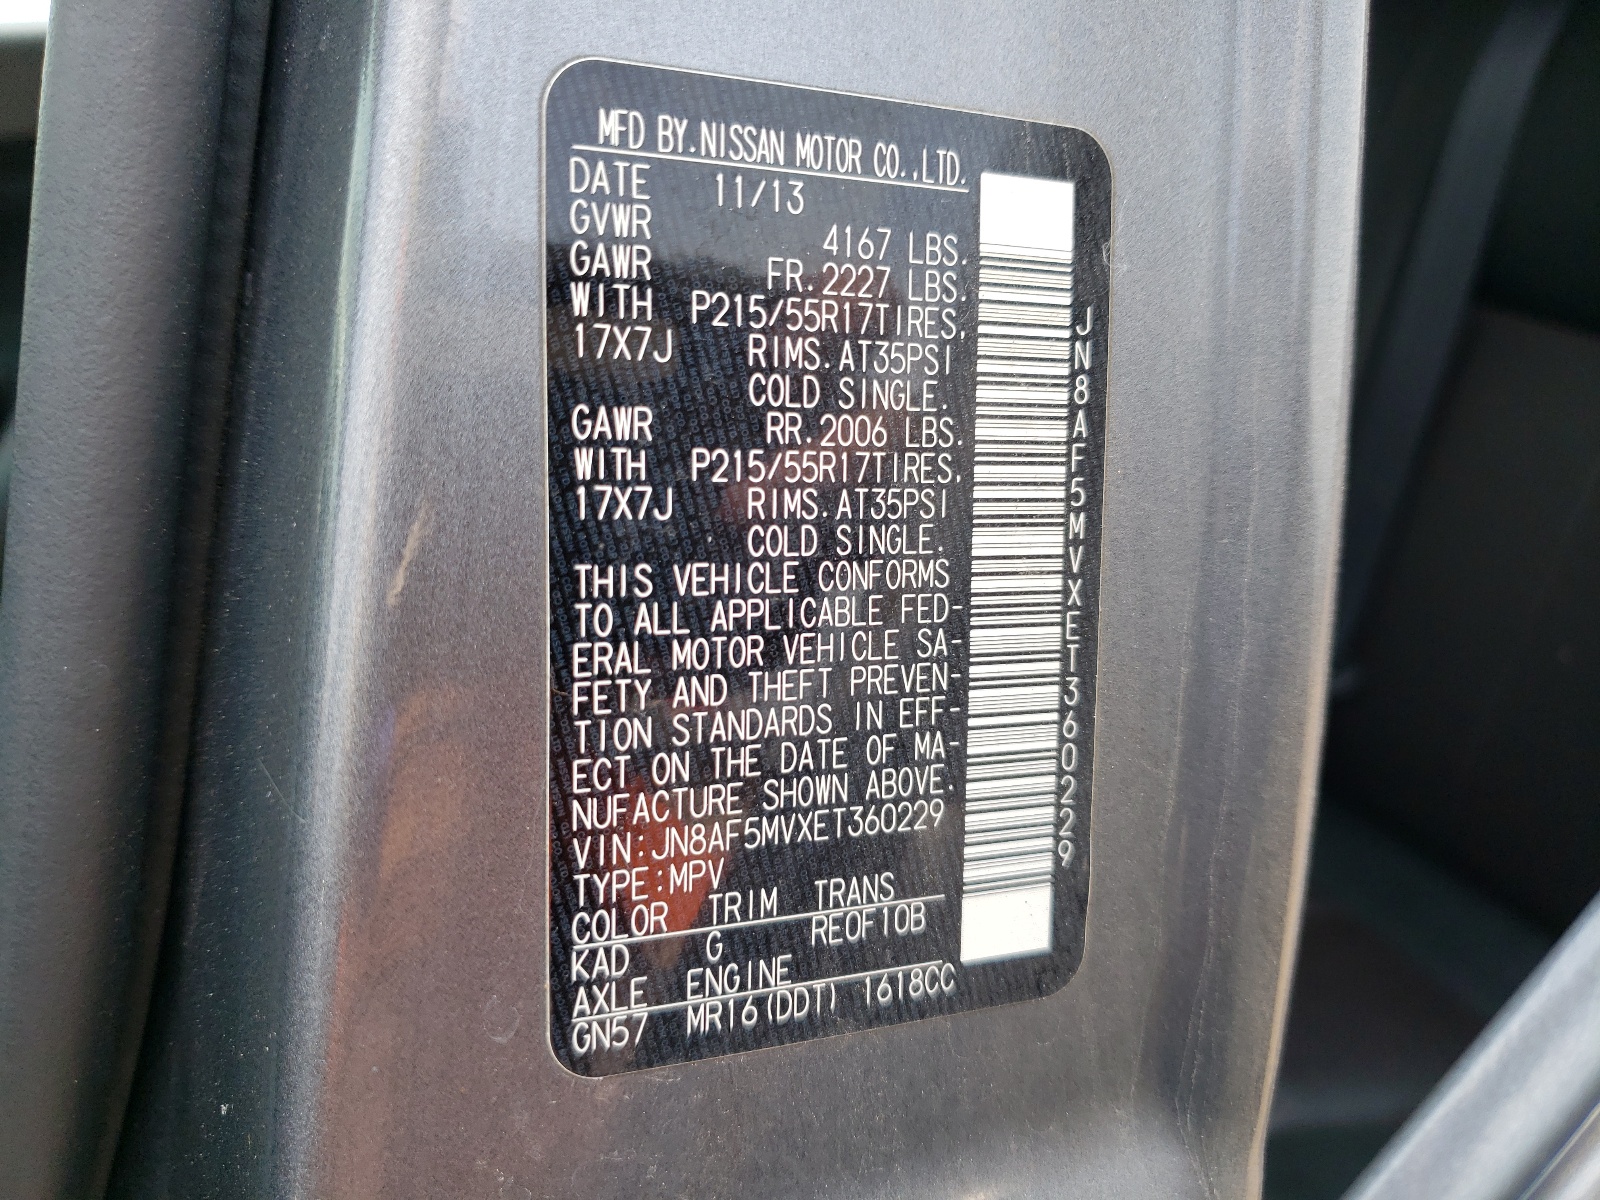 MFD BY.NISSAN MOTOR CO.,LTD.
DATE 11/13
GVWR 4167 LBS.
GAWR FR.2227 LBS.
WITH P215/55R17TIRES,
17X7J RIMS.AT35PSI
COLD SINGLE.
GAWR RR.2006 LBS.
WITH P215/55R17TIRES,
17X7J RIMS.AT35PSI
COLD SINGLE.
THIS VEHICLE CONFORMS
TO ALL APPLICABLE FED-
ERAL MOTOR VEHICLE SA-
FETY AND THEFT PREVEN-
TION STANDARDS IN EFF-
ECT ON THE DATE OF MA-
NUFACTURE SHOWN ABOVE.
VIN:JN8AF5MVXET360229
TYPE:MPV
COLOR TRIM TRANS
KAD G RE0F10B
AXLE ENGINE
GN57 MR16(DDT) 1618CC
JN8AF5MVXET360229